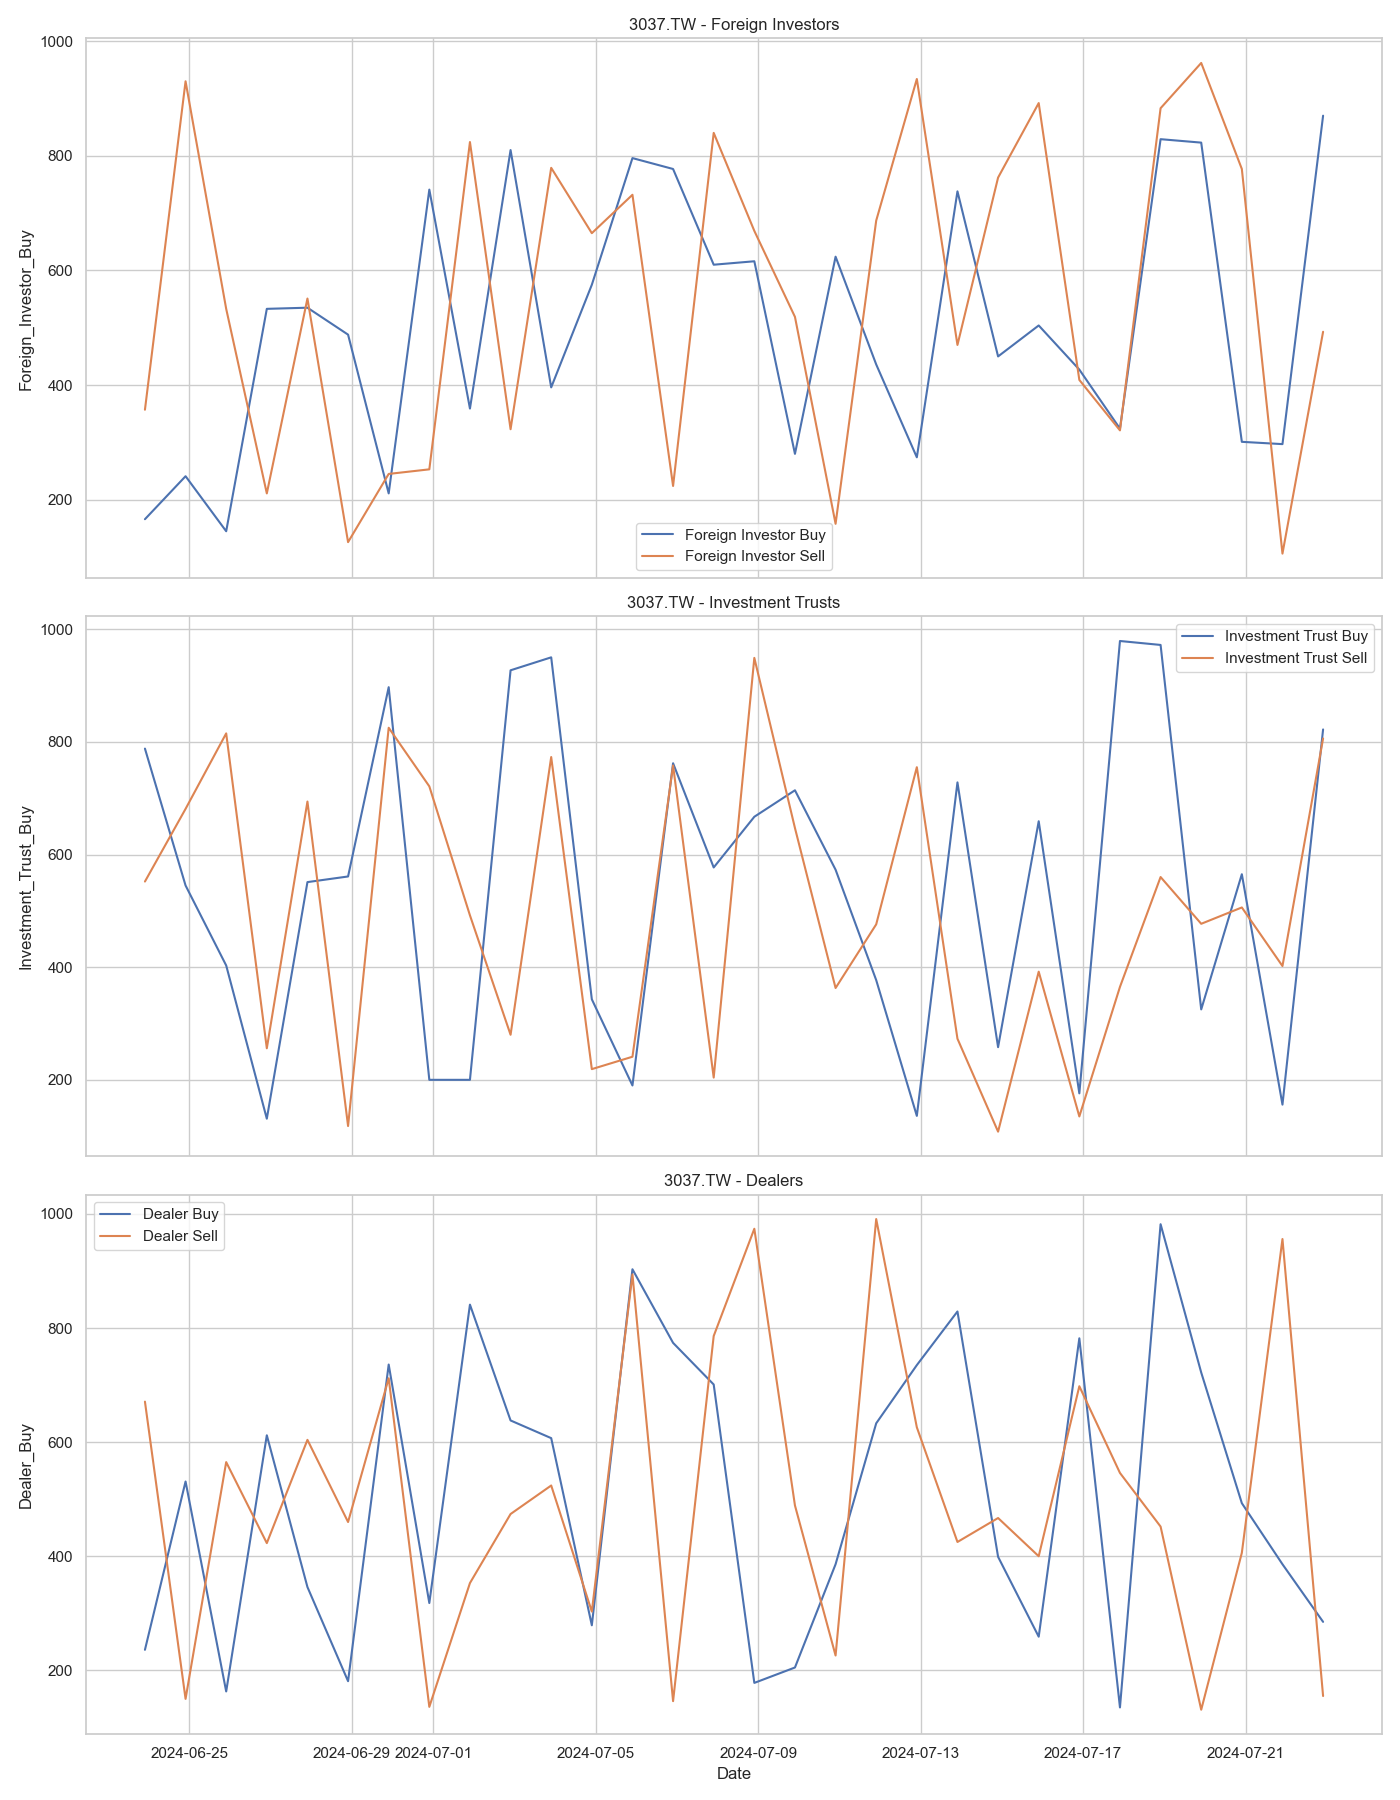 3037.TW - Foreign Investors
1000
800
600
400
200
Foreign_Investor_Buy
Foreign Investor Buy
Foreign Investor Sell
3037.TW - Investment Trusts
1000
800
600
400
200
Investment_Trust_Buy
Investment Trust Buy
Investment Trust Sell
3037.TW - Dealers
1000
800
600
400
200
Dealer_Buy
Dealer Buy
Dealer Sell
2024-06-25 2024-06-29 2024-07-01 2024-07-05 2024-07-09 2024-07-13 2024-07-17 2024-07-21
Date